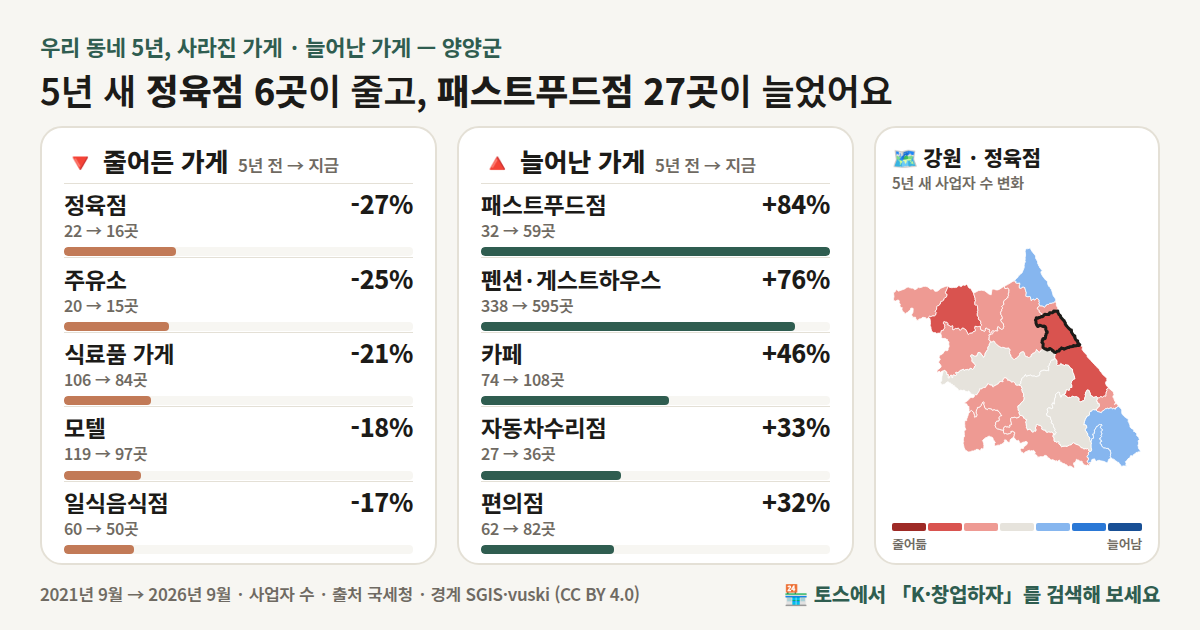 우리 동네 5년, 사라진 가게 · 늘어난 가게 — 양양군
5년 새 정육점 6곳이 줄고, 패스트푸드점 27곳이 늘었어요
🔻 줄어든 가게 5년 전 → 지금
정육점 -27%
22 → 16곳
주유소 -25%
20 → 15곳
식료품 가게 -21%
106 → 84곳
모텔 -18%
119 → 97곳
일식음식점 -17%
60 → 50곳
🔺 늘어난 가게 5년 전 → 지금
패스트푸드점 +84%
32 → 59곳
펜션·게스트하우스 +76%
338 → 595곳
카페 +46%
74 → 108곳
자동차수리점 +33%
27 → 36곳
편의점 +32%
62 → 82곳
🗺️ 강원 · 정육점
5년 새 사업자 수 변화
줄어듦 늘어남
2021년 9월 → 2026년 9월 · 사업자 수 · 출처 국세청 · 경계 SGIS·vuski (CC BY 4.0)
🏪 토스에서 「K·창업하자」를 검색해 보세요